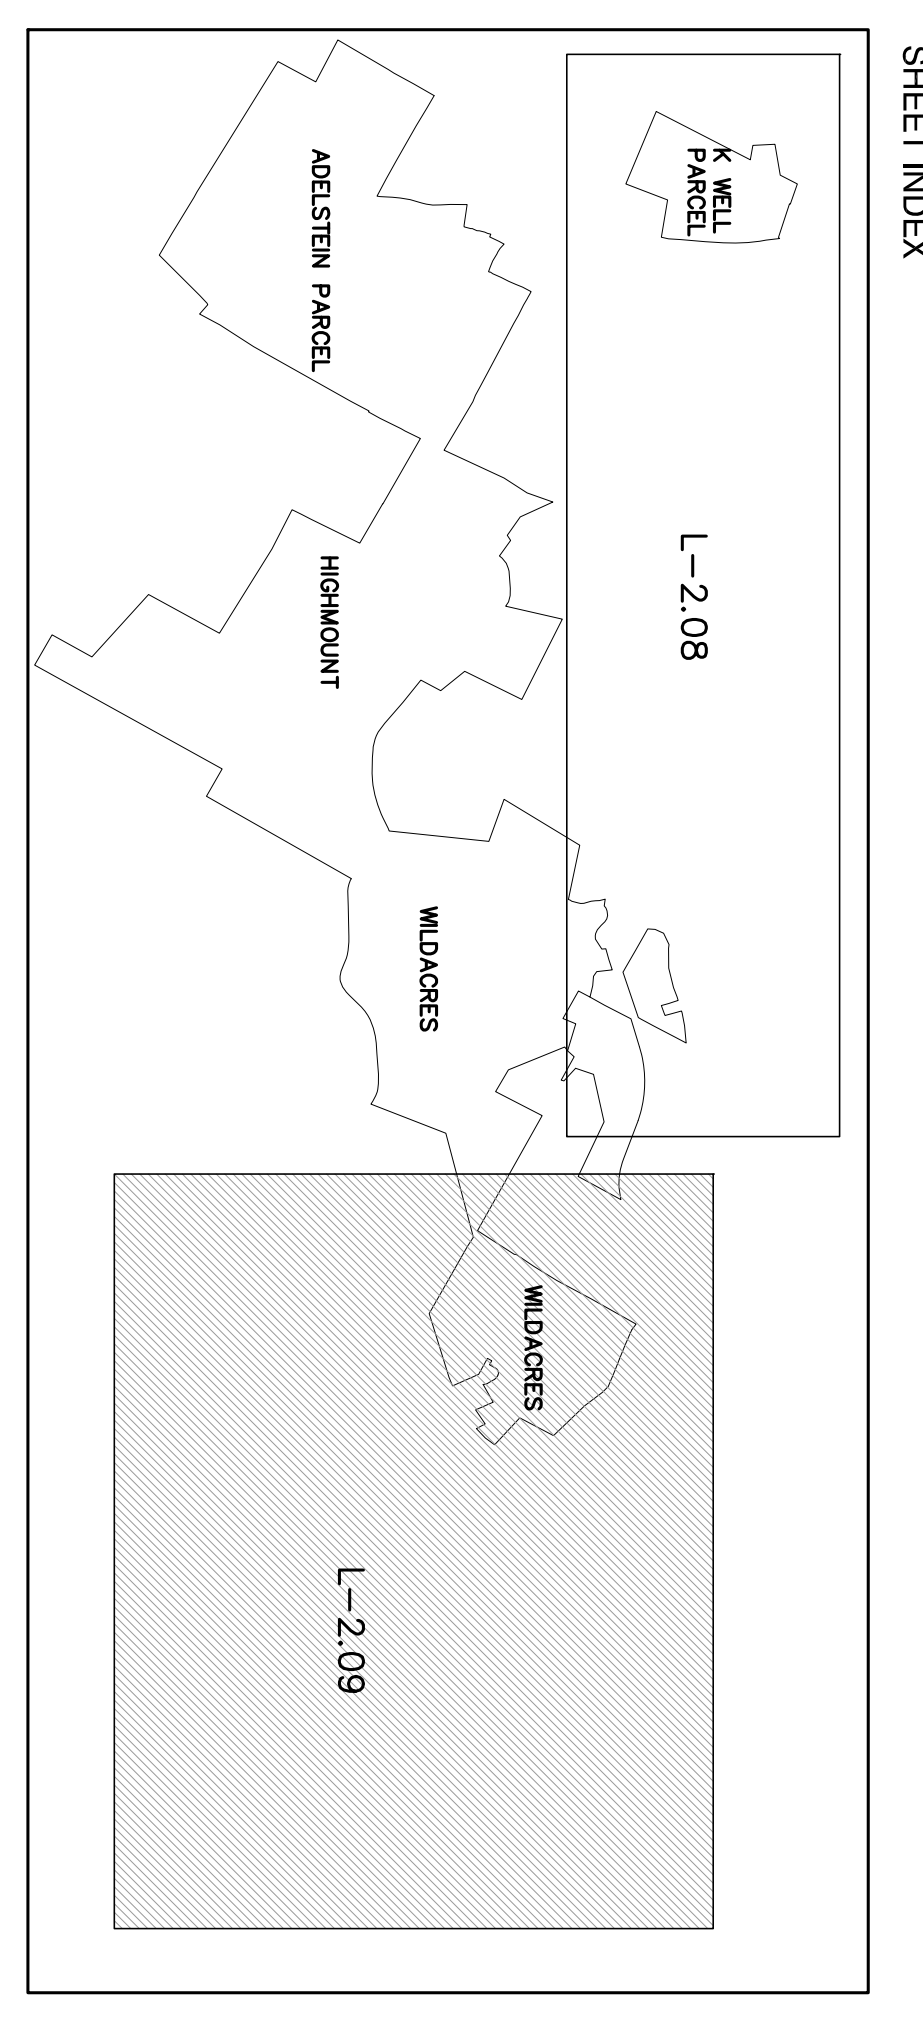 SHEET INDEX
K WELL
PARCEL
L-2.08
ADELSTEIN PARCEL
HIGHMOUNT
WILDACRES
WILDACRES
L-2.09